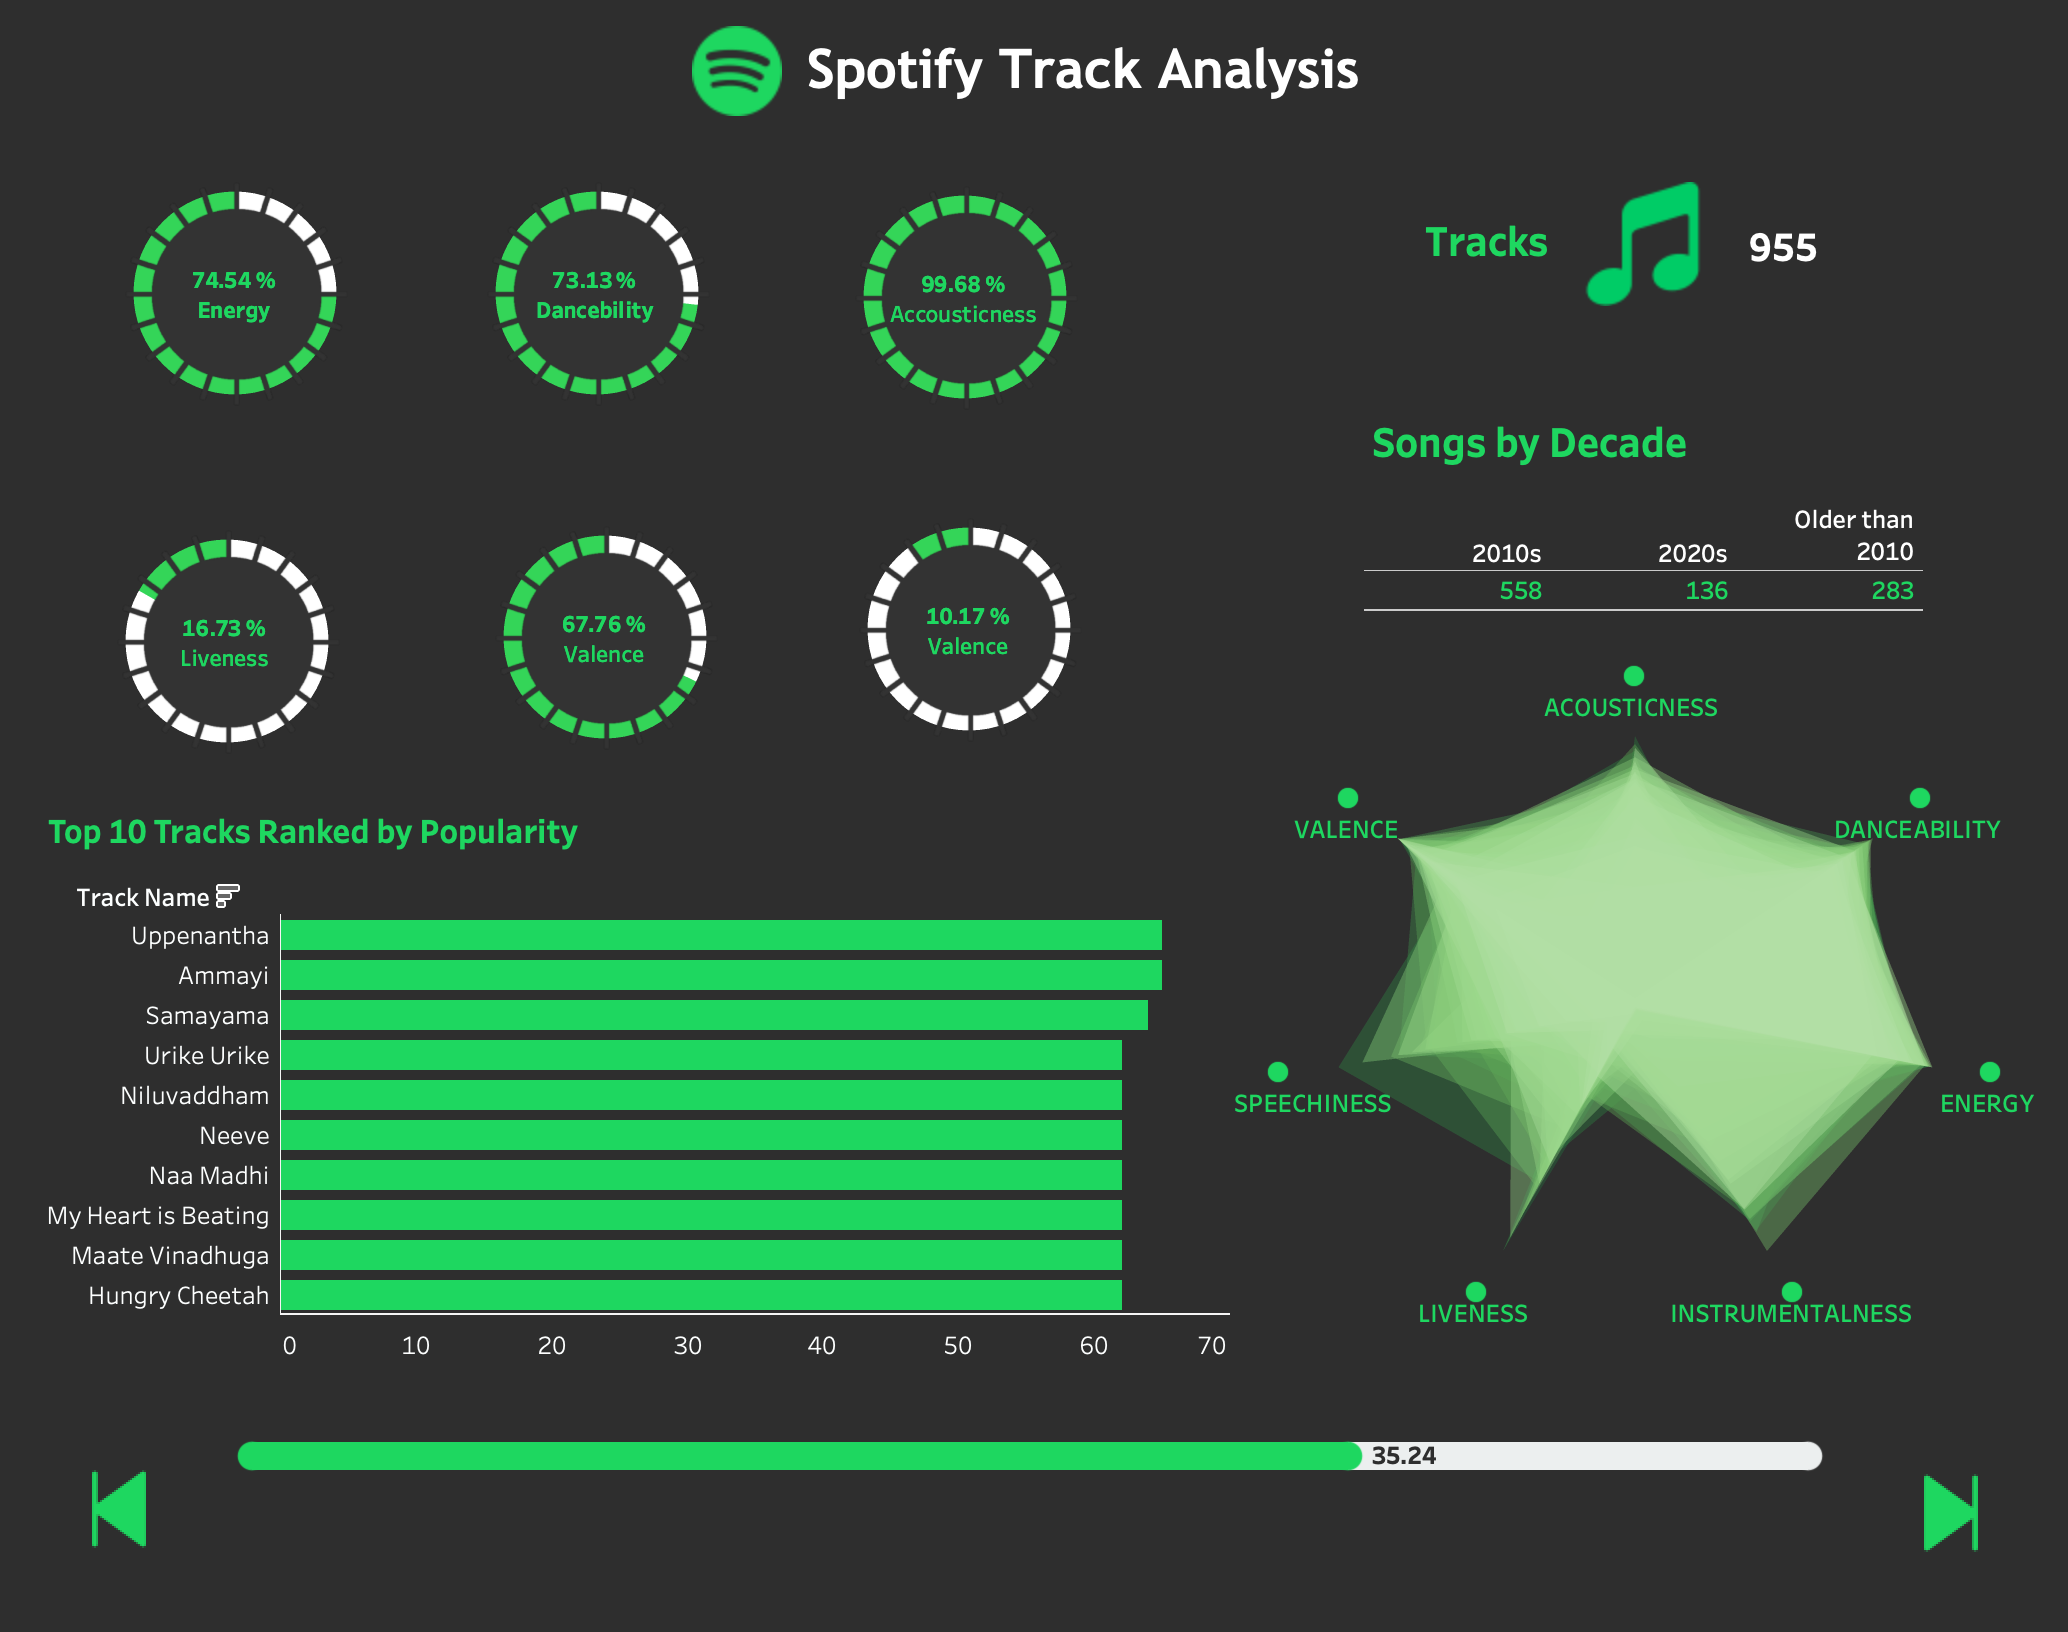 Spotify Track Analysis
74.54 %
Energy
73.13 %
Dancebility
99.68 %
Accousticness
Tracks
955
Songs by Decade
2010s
2020s
Older than
2010
558
136
283
16.73 %
Liveness
67.76 %
Valence
10.17 %
Valence
Top 10 Tracks Ranked by Popularity
Track Name
Uppenantha
Ammayi
Samayama
Urike Urike
Niluvaddham
Neeve
Naa Madhi
My Heart is Beating
Maate Vinadhuga
Hungry Cheetah
0 10 20 30 40 50 60 70
ACOUSTICNESS
VALENCE
DANCEABILITY
SPEECHINESS
ENERGY
LIVENESS
INSTRUMENTALNESS
35.24